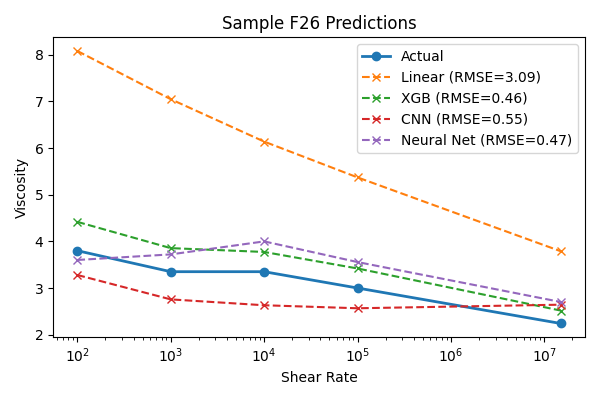 Sample F26 Predictions
Viscosity
8
7
6
5
4
3
2
Actual
Linear (RMSE=3.09)
XGB (RMSE=0.46)
CNN (RMSE=0.55)
Neural Net (RMSE=0.47)
10²
10³
10⁴
10⁵
10⁶
10⁷
Shear Rate